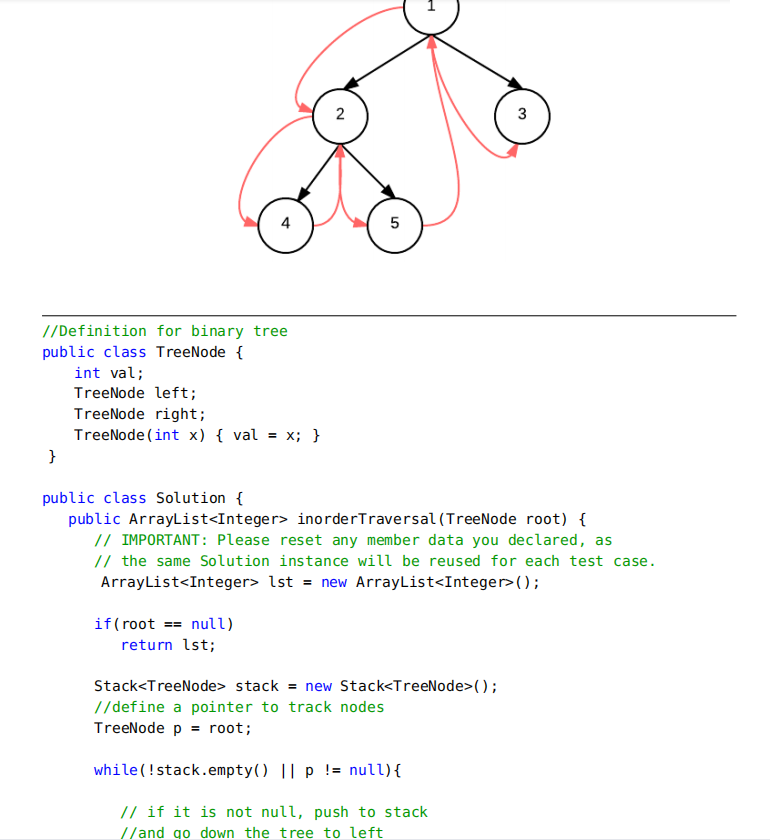 1
2
3
4
5
//Definition for binary tree
public class TreeNode {
    int val;
    TreeNode left;
    TreeNode right;
    TreeNode(int x) { val = x; }
 }
public class Solution {
   public ArrayList<Integer> inorderTraversal(TreeNode root) {
      // IMPORTANT: Please reset any member data you declared, as
      // the same Solution instance will be reused for each test case.
       ArrayList<Integer> lst = new ArrayList<Integer>();
      if(root == null)
         return lst;
      Stack<TreeNode> stack = new Stack<TreeNode>();
      //define a pointer to track nodes
      TreeNode p = root;
      while(!stack.empty() || p != null){
         // if it is not null, push to stack
         //and go down the tree to left